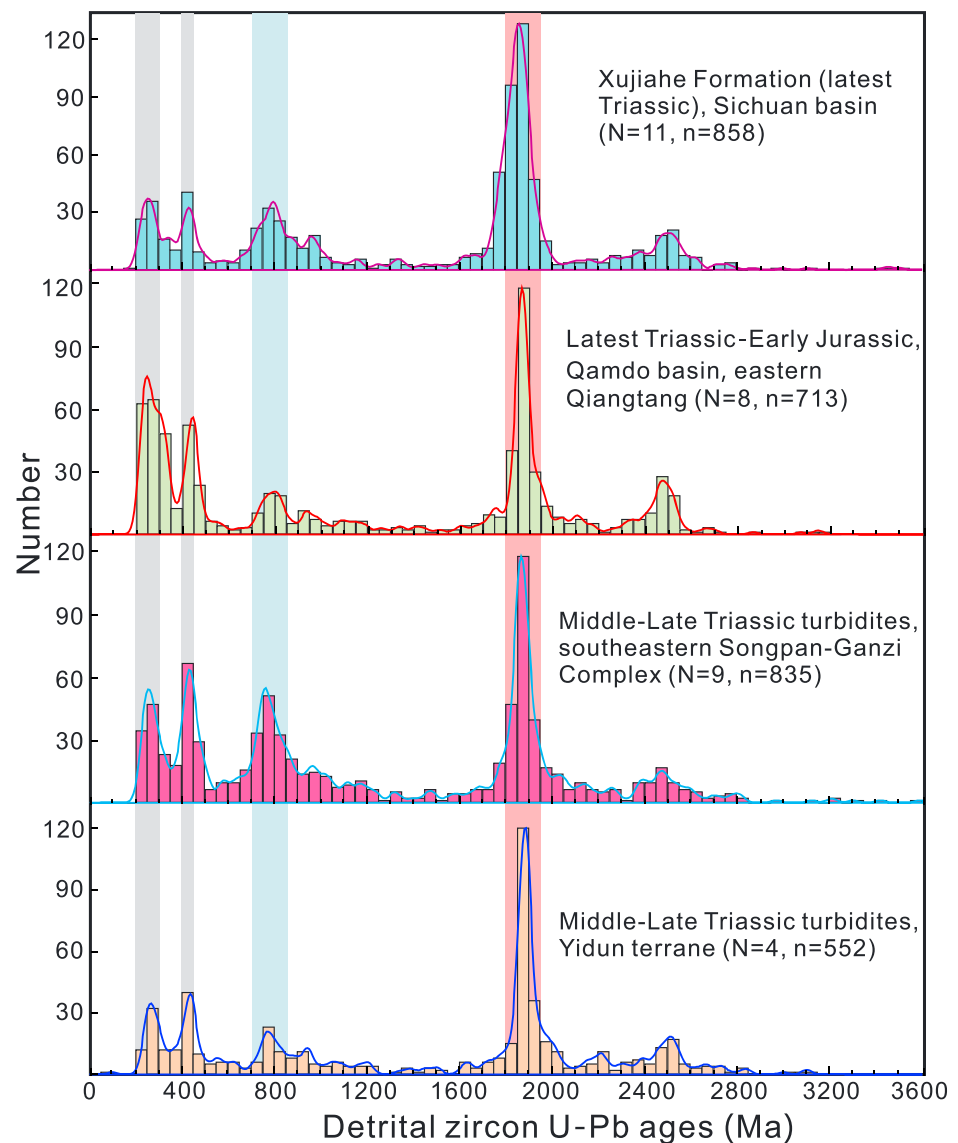 120
90
60
30
Xujiahe Formation (latest
Triassic), Sichuan basin
(N=11, n=858)
120
90
60
30
Latest Triassic-Early Jurassic,
Qamdo basin, eastern
Qiangtang (N=8, n=713)
Number
120
90
60
30
Middle-Late Triassic turbidites,
southeastern Songpan-Ganzi
Complex (N=9, n=835)
120
90
60
30
Middle-Late Triassic turbidites,
Yidun terrane (N=4, n=552)
0 400 800 1200 1600 2000 2400 2800 3200 3600
Detrital zircon U-Pb ages (Ma)